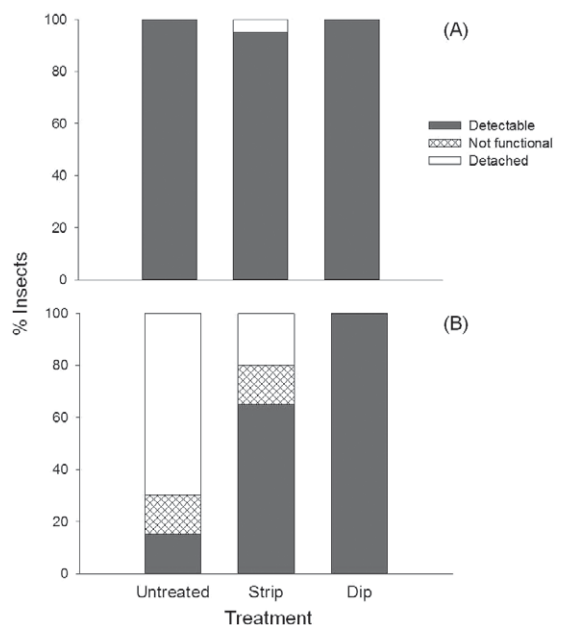 100
(A)
80
60
40
20
0
Detectable
Not functional
Detached
% Insects
100
(B)
80
60
40
20
0
Untreated Strip Dip
Treatment